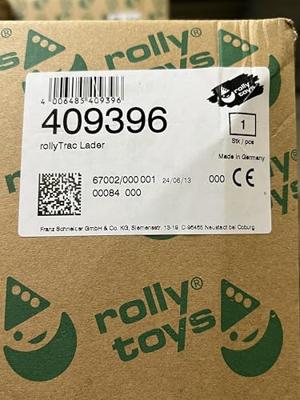 rolly®
toys
4 006485 409396
409396
rollyTrac Lader
rolly
toys
1
Stk / pcs
Made in Germany
67002/000 001 24/06/13 000 CE
00084 000
Franz Schneider GmbH & Co. KG, Siemensstr. 13-19 D-96465 Neustadt bei Coburg
rolly®
toys